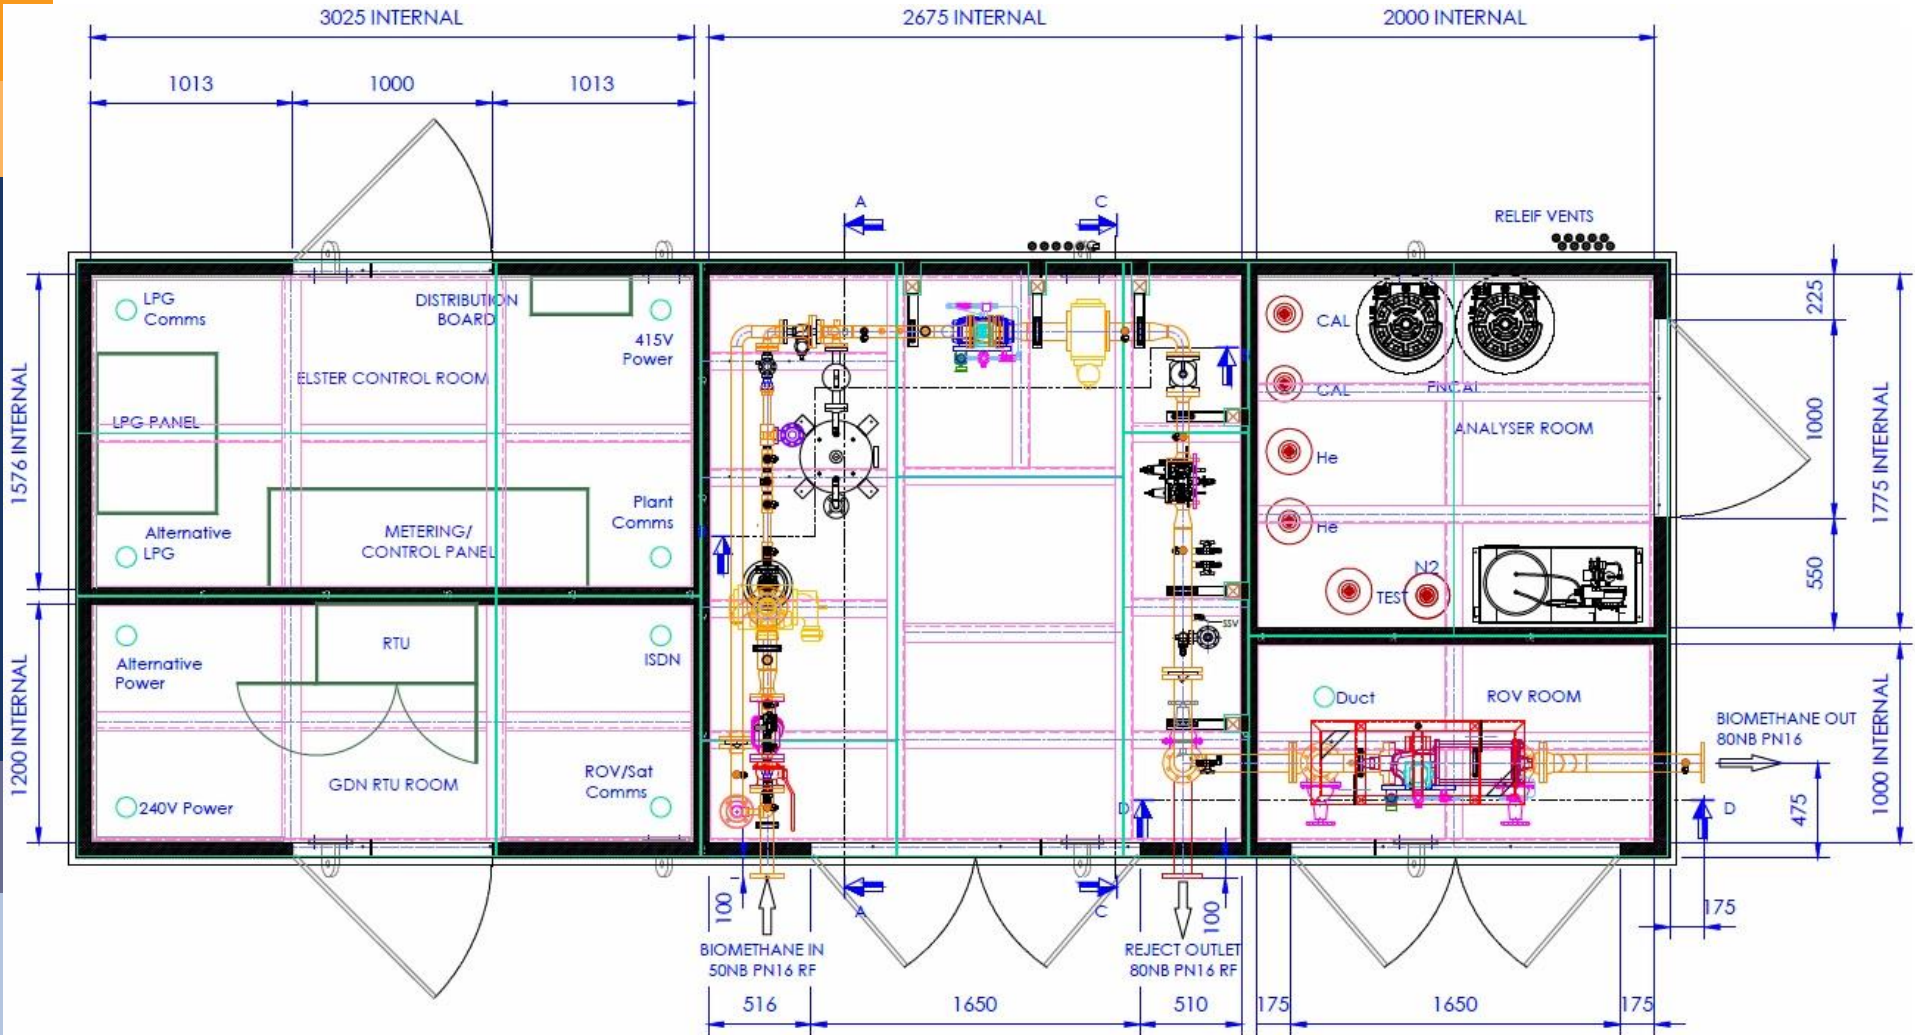 3025 INTERNAL
2675 INTERNAL
2000 INTERNAL
1013
1000
1013
A
C
RELEIF VENTS
LPG
Comms
DISTRIBUTION
BOARD
415V
Power
ELSTER CONTROL ROOM
LPG PANEL
Alternative
LPG
METERING/
CONTROL PANEL
Plant
Comms
1576 INTERNAL
CAL
CAL
He
He
TEST
N2
ANALYSER ROOM
225
1000
550
1775 INTERNAL
SSV
RTU
ISDN
Alternative
Power
240V Power
GDN RTU ROOM
ROV/Sat
Comms
1200 INTERNAL
Duct
ROV ROOM
BIOMETHANE OUT
80NB PN16
1000 INTERNAL
475
D
D
175
A
C
100
100
BIOMETHANE IN
50NB PN16 RF
REJECT OUTLET
80NB PN16 RF
516
1650
510
175
1650
175